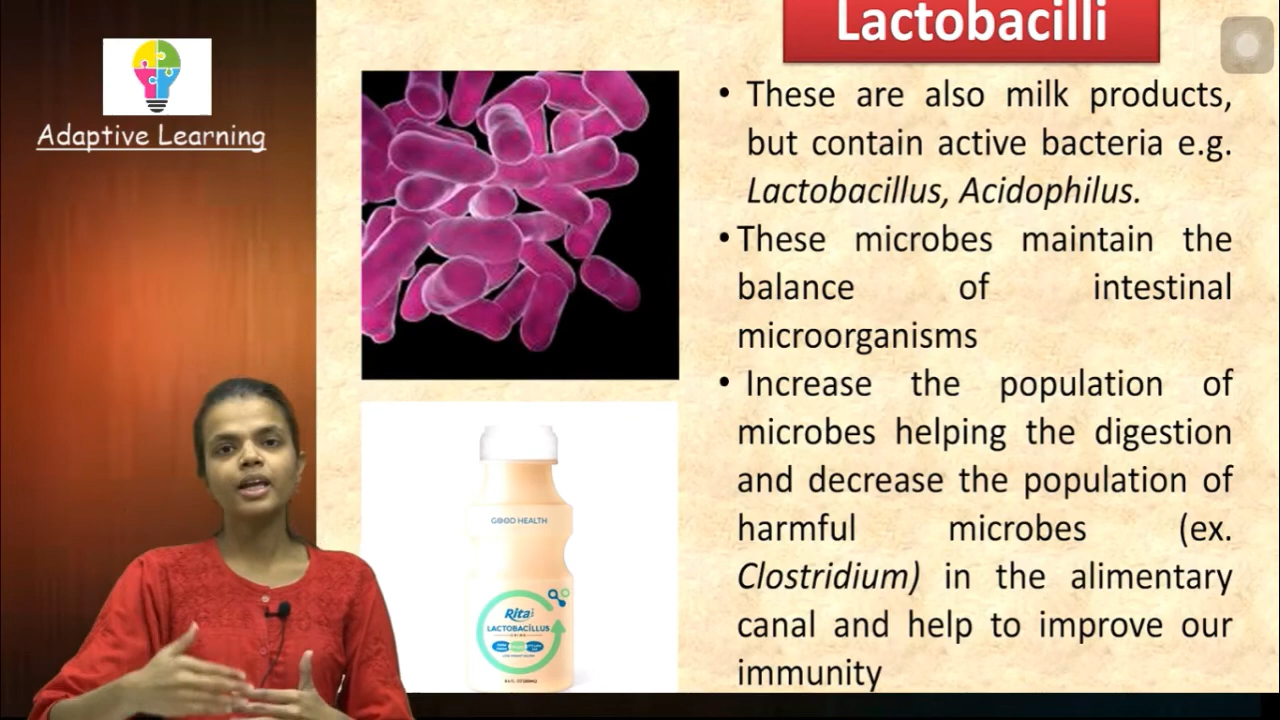 Lactobacilli
Adaptive Learning
• These are also milk products,
but contain active bacteria e.g.
Lactobacillus, Acidophilus.
• These microbes maintain the
balance of intestinal
microorganisms
• Increase the population of
microbes helping the digestion
and decrease the population of
harmful microbes (ex.
Clostridium) in the alimentary
canal and help to improve our
immunity
GOOD HEALTH
Rita
LACTOBACILLUS
DRINK